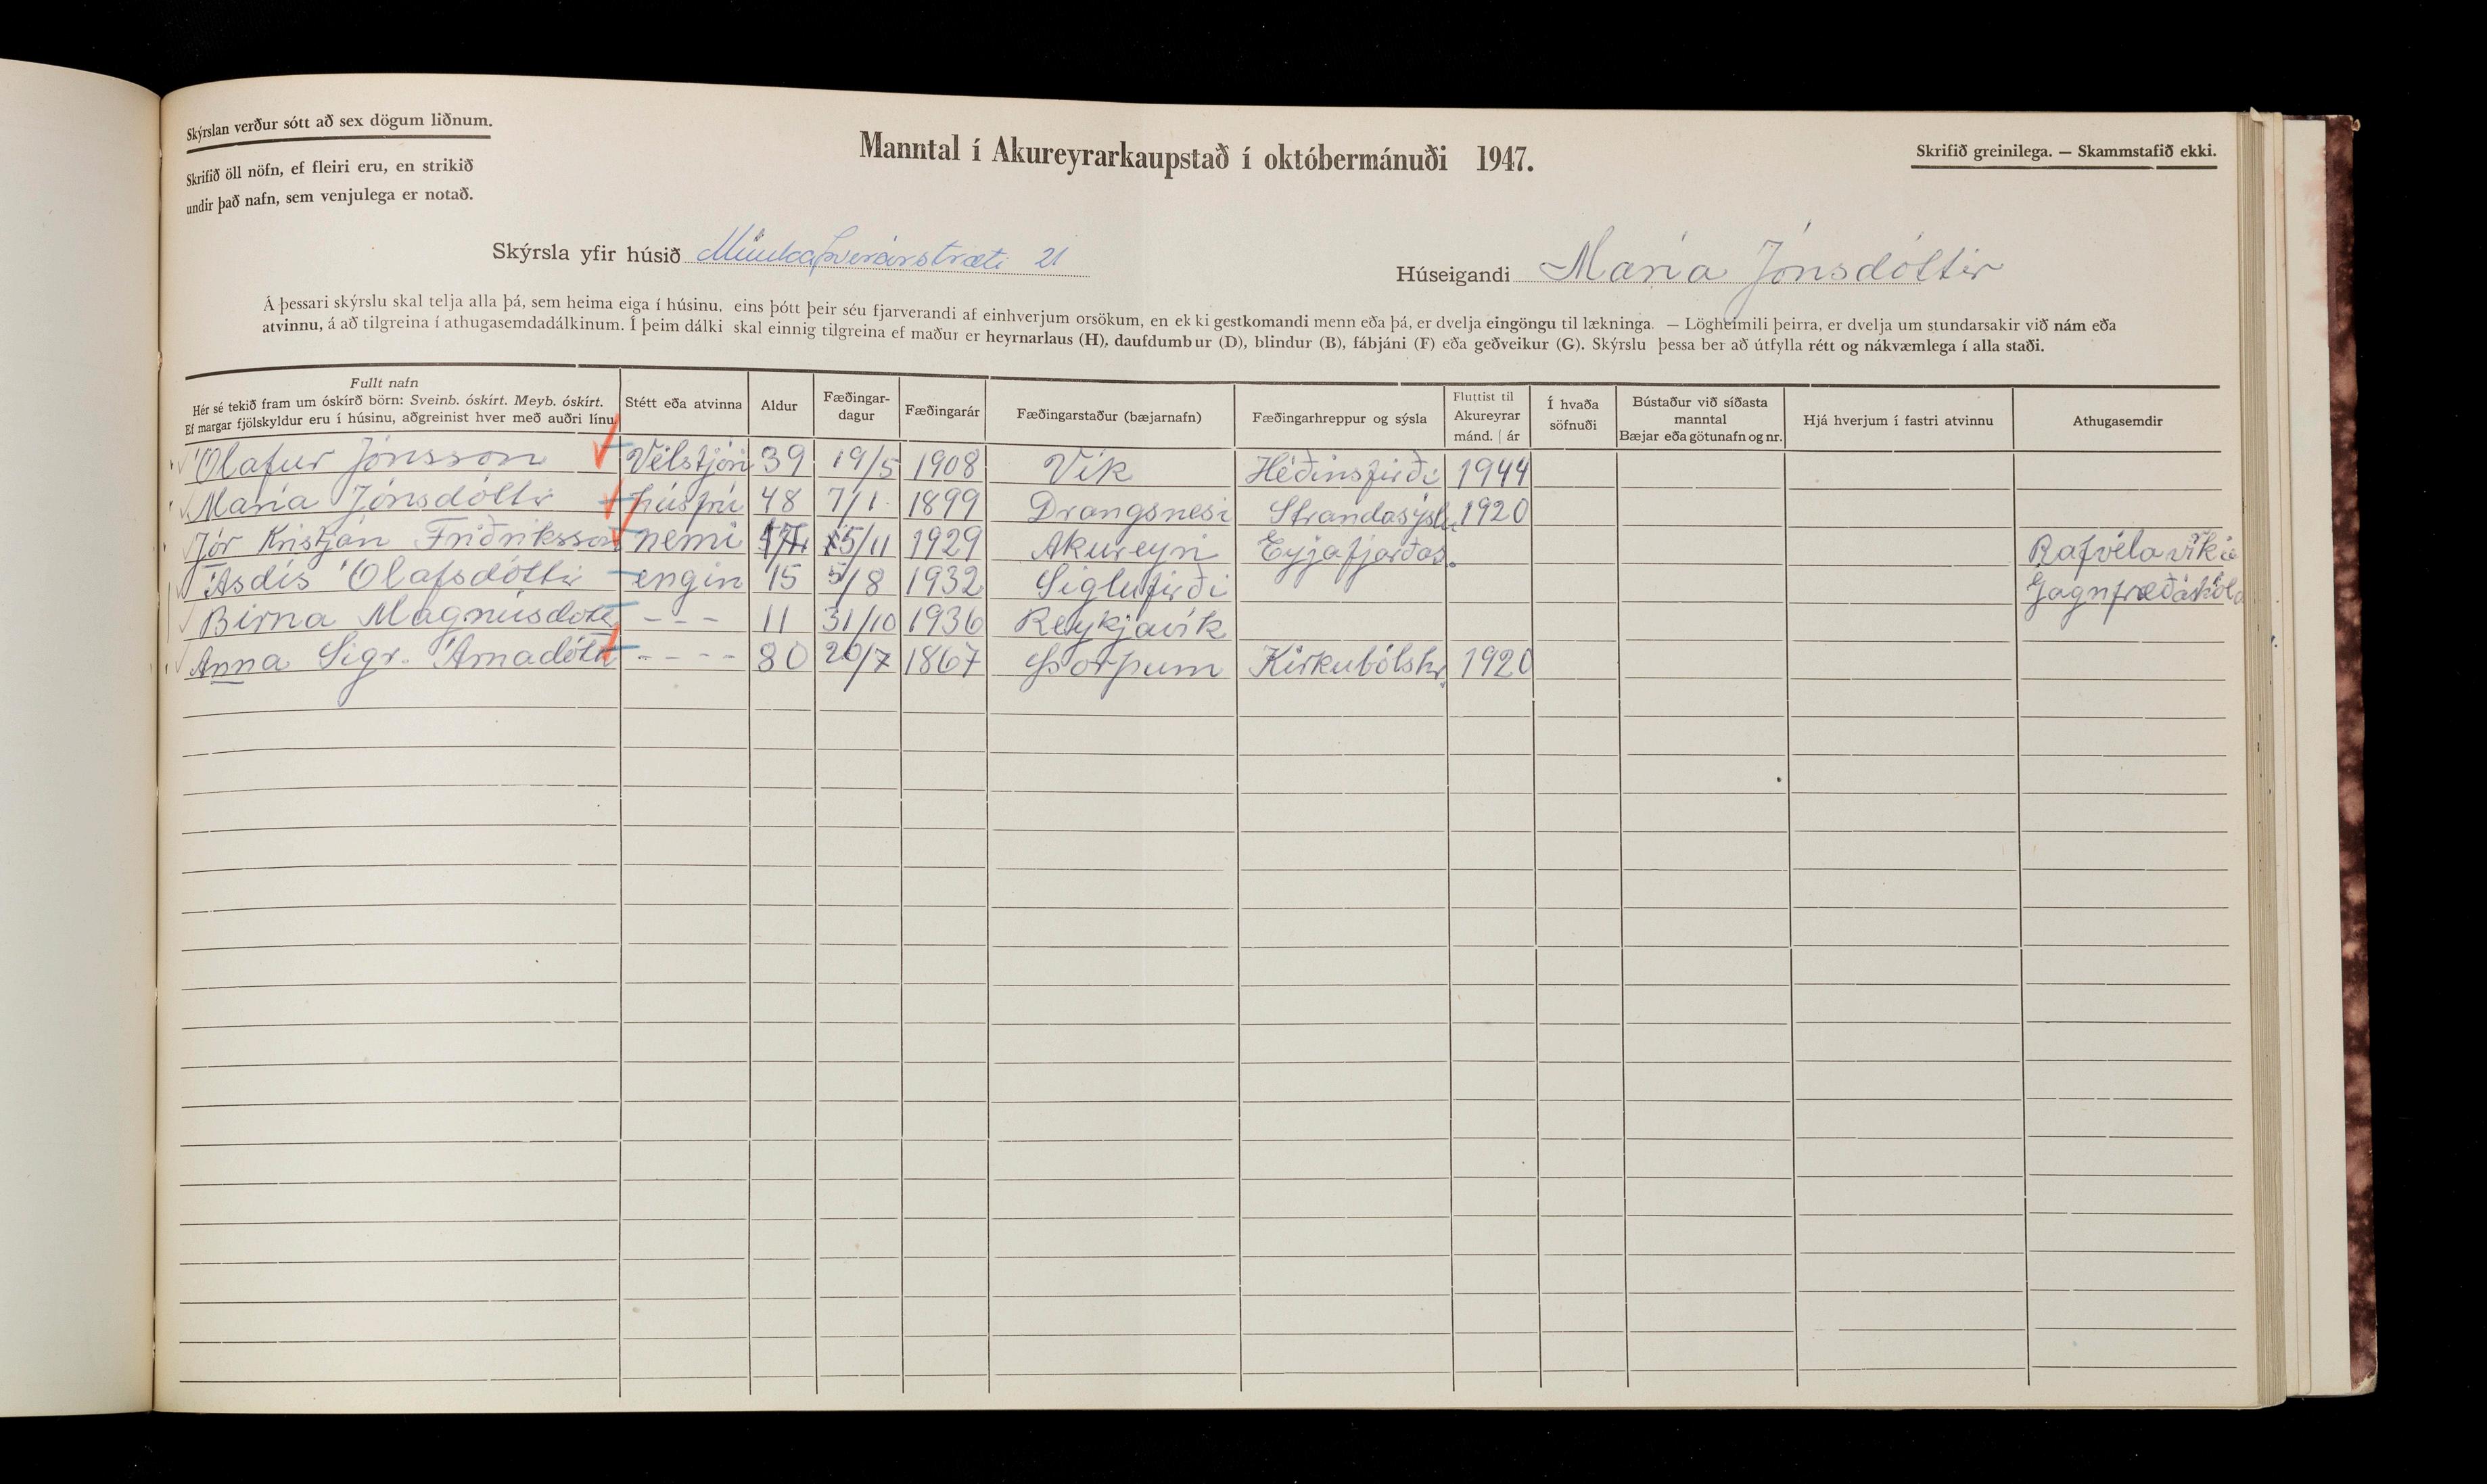 Skýrslan verður sótt að sex dögum liðnum.
Skrifið öll nöfn, ef fleiri eru, en strikið
undir það nafn, sem venjulega er notað.
Manntal í Akureyrarkaupstað í októbermánuði 1947.
Skrifið greinilega. — Skammstafið ekki.
Skýrsla yfir húsið Munkaþverárstræti 21
Húseigandi María Jónsdóttir
Á þessari skýrslu skal telja alla þá, sem heima eiga í húsinu, eins þótt þeir séu fjarverandi af einhverjum orsökum, en ekki gestkomandi menn eða þá, er dvelja eingöngu til lækninga. — Lögheimili þeirra, er dvelja um stundarsakir við nám eða
atvinnu, á að tilgreina í athugasemdadálkinum. Í þeim dálki skal einnig tilgreina ef maður er heyrnarlaus (H), daufdumbur (D), blindur (B), fábjáni (F) eða geðveikur (G). Skýrslu þessa ber að útfylla rétt og nákvæmlega í alla staði.
Fullt nafn
Hér sé tekið fram um óskírð börn: Sveinb. óskírt. Meyb. óskírt.
Ef margar fjölskyldur eru í húsinu, aðgreinist hver með auðri línu.
Stétt eða atvinna
Aldur
Fæðingar-
dagur
Fæðingarár
Fæðingarstaður (bæjarnafn)
Fæðingarhreppur og sýsla
Fluttist til
Akureyrar
mánd. | ár
Í hvaða
söfnuði
Bústaður við síðasta
manntal
Bæjar eða götunafn og nr.
Hjá hverjum í fastri atvinnu
Athugasemdir
Ólafur Jónsson Vélstjóri 39 19/5 1908 Vík Héðinsfirði 1944
María Jónsdóttir húsfrú 48 7/1 1899 Drangsnesi Strandasýsl. 1920
Jór Kristján Friðriksson nemi 17 15/11 1929 Akureyri Eyjafjarðas. Rafvélavirki
Ásdís Ólafsdóttir engin 15 5/8 1932 Siglufirði Gagnfræðaskóla
Birna Magnúsdótt - - - 11 31/10 1936 Reykjavík
Anna Sigr. Árnadótti - - - - 80 20/7 1867 Þorpum Kirkubólshr. 1920